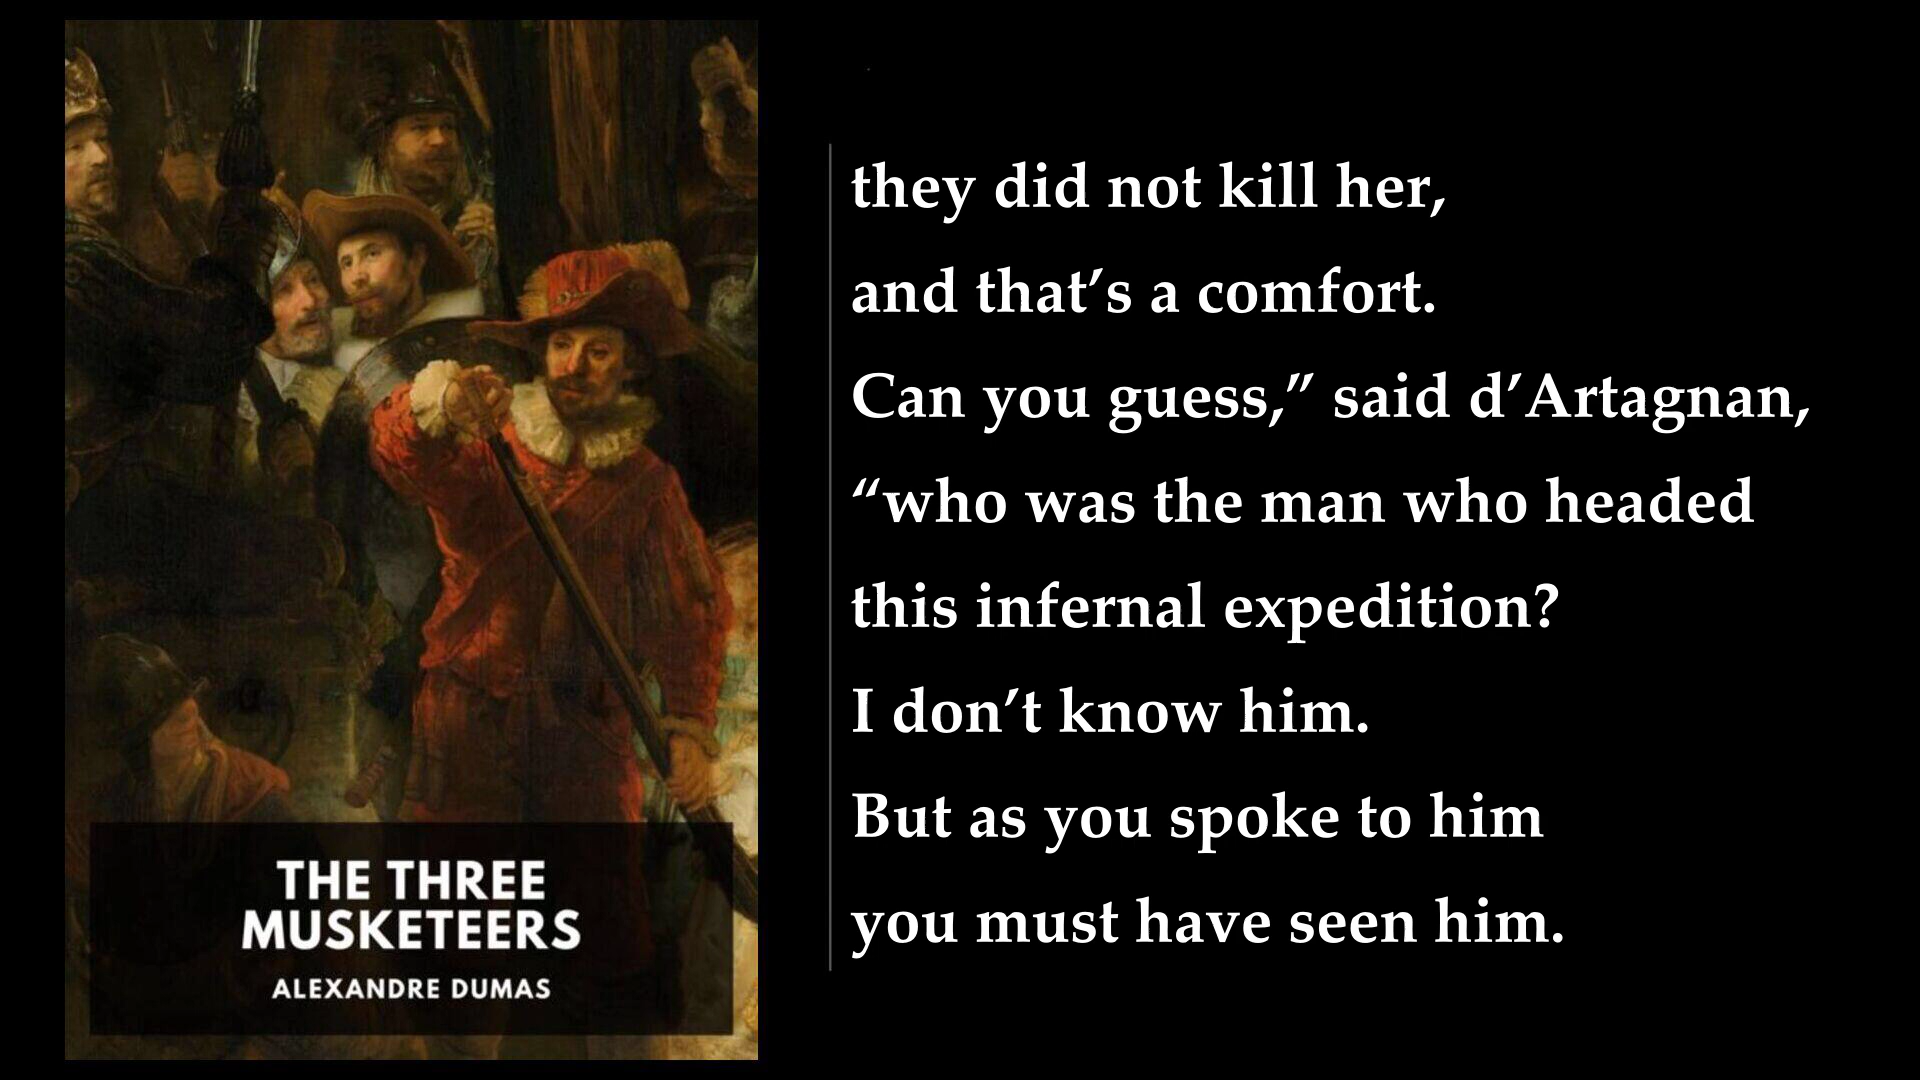 THE THREE
MUSKETEERS
ALEXANDRE DUMAS
they did not kill her,
and that’s a comfort.
Can you guess,” said d’Artagnan,
“who was the man who headed
this infernal expedition?
I don’t know him.
But as you spoke to him
you must have seen him.